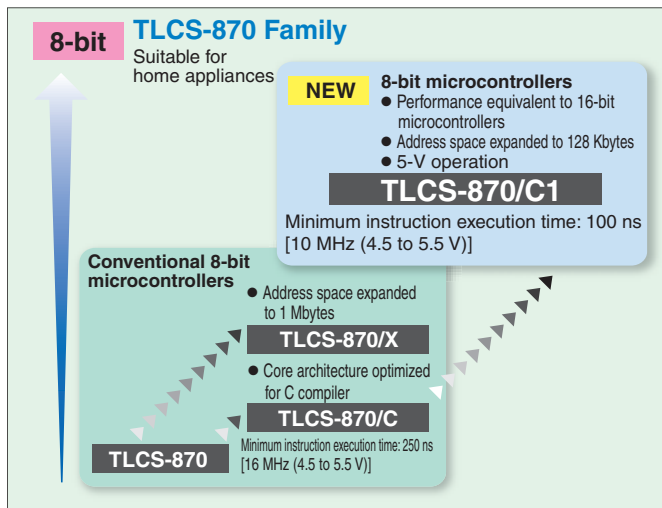 8-bit
TLCS-870 Family
Suitable for
home appliances
NEW
8-bit microcontrollers
● Performance equivalent to 16-bit
microcontrollers
● Address space expanded to 128 Kbytes
● 5-V operation
TLCS-870/C1
Minimum instruction execution time: 100 ns
[10 MHz (4.5 to 5.5 V)]
Conventional 8-bit
microcontrollers
● Address space expanded
to 1 Mbytes
TLCS-870/X
● Core architecture optimized
for C compiler
TLCS-870/C
TLCS-870
Minimum instruction execution time: 250 ns
[16 MHz (4.5 to 5.5 V)]